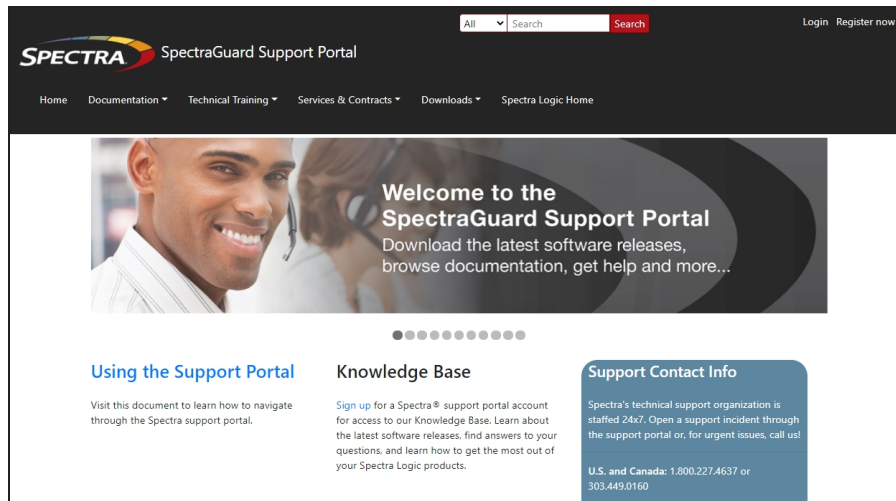 All Search Search Login Register now
SPECTRA SpectraGuard Support Portal
Home Documentation Technical Training Services & Contracts Downloads Spectra Logic Home
Welcome to the
SpectraGuard Support Portal
Download the latest software releases,
browse documentation, get help and more...
Using the Support Portal
Visit this document to learn how to navigate
through the Spectra support portal.
Knowledge Base
Sign up for a Spectra® support portal account
for access to our Knowledge Base. Learn about
the latest software releases, find answers to your
questions, and learn how to get the most out of
your Spectra Logic products.
Support Contact Info
Spectra's technical support organization is
staffed 24x7. Open a support incident through
the support portal or, for urgent issues, call us!
U.S. and Canada: 1.800.227.4637 or
303.449.0160